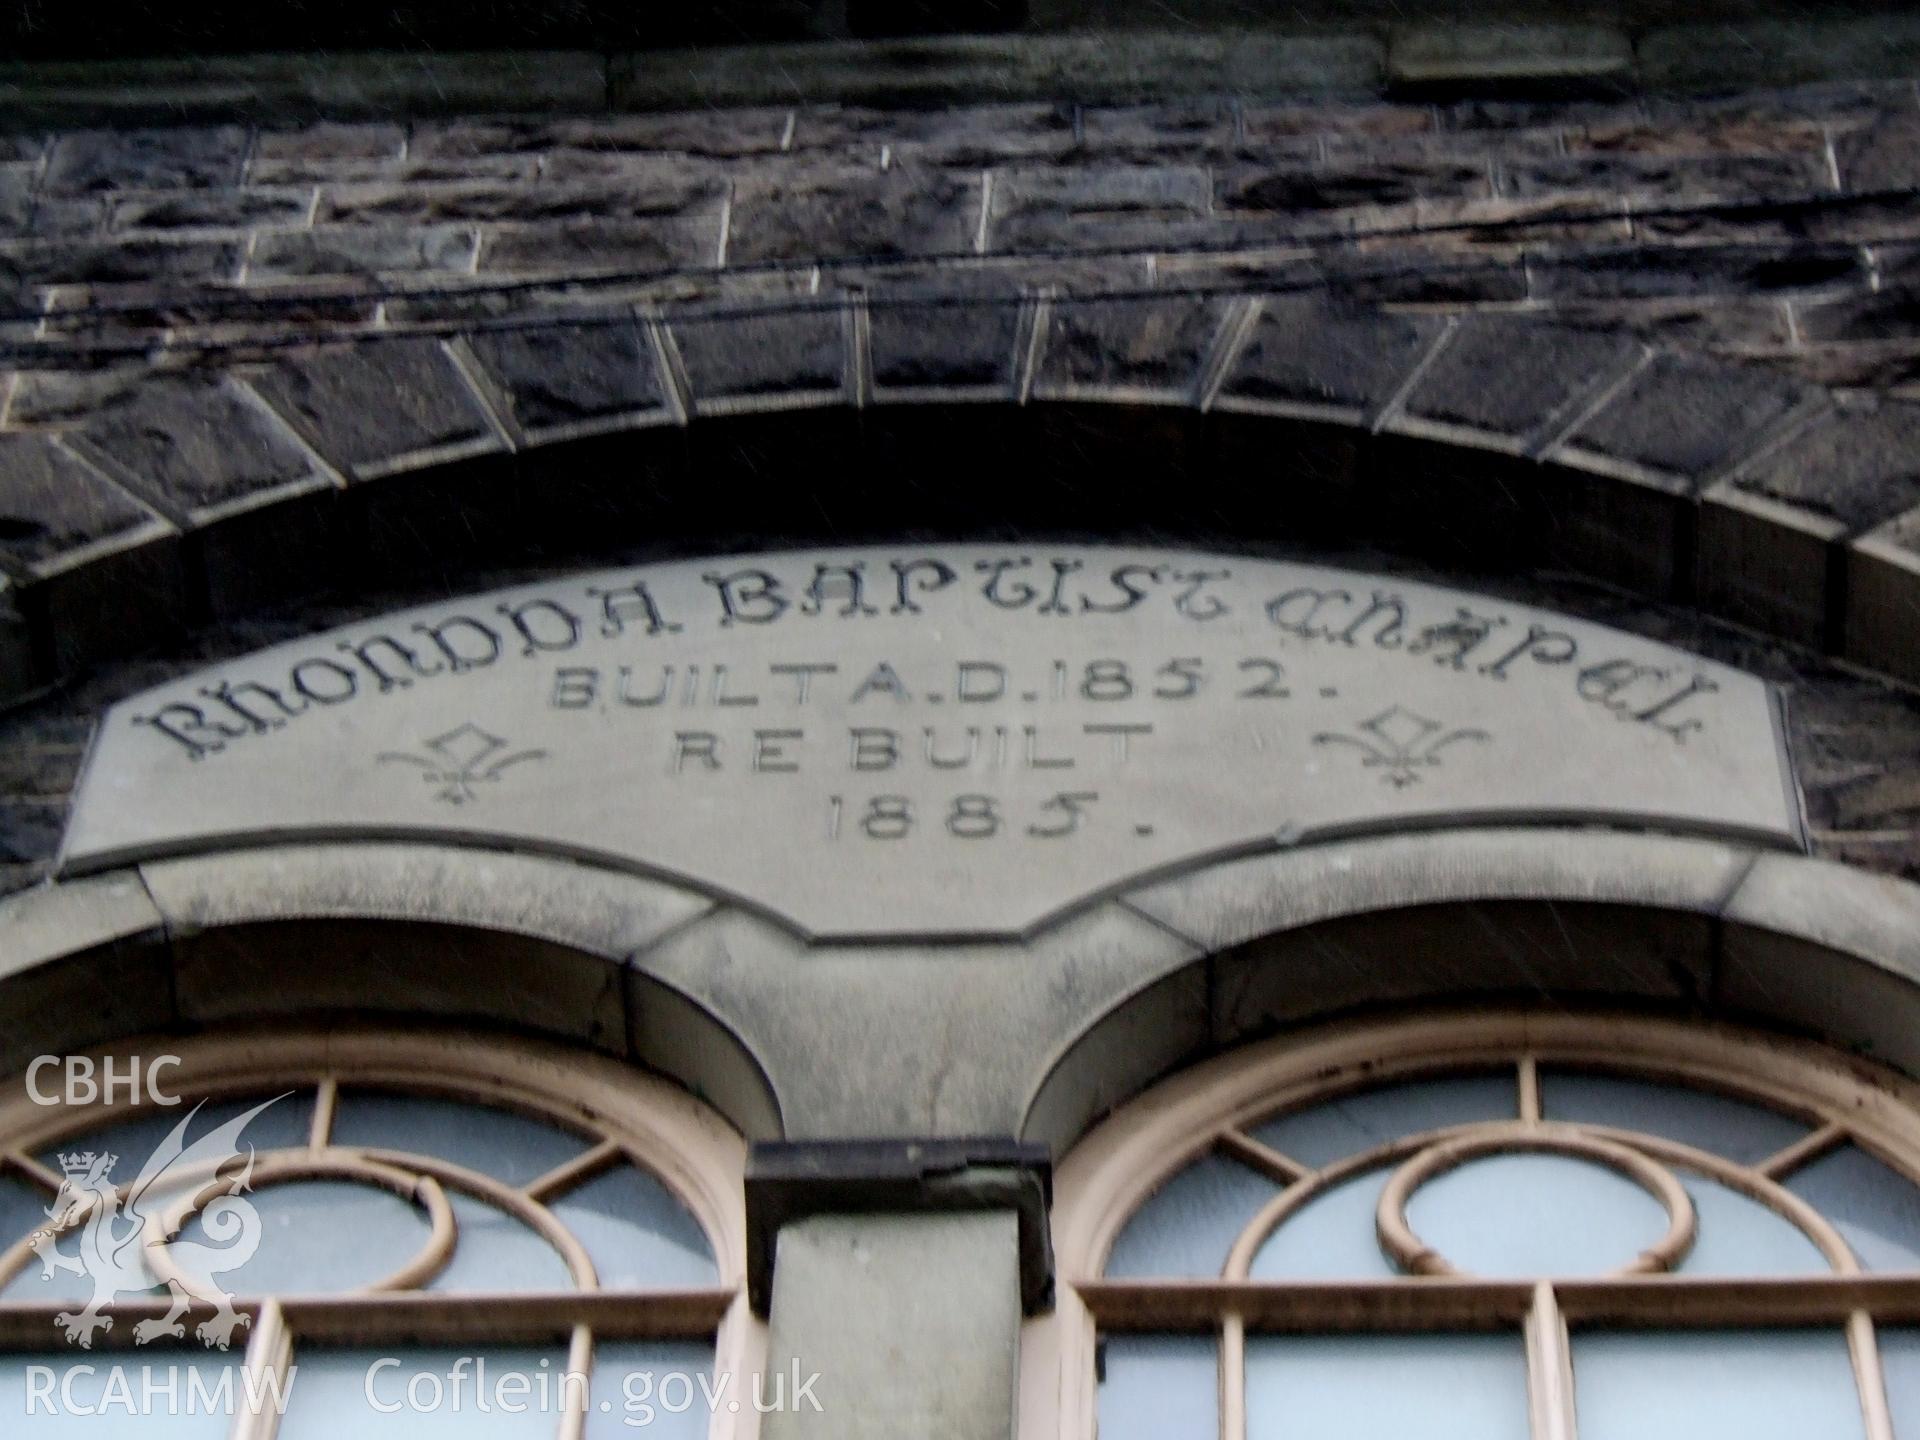 RHONDDA BAPTIST CHAPEL
BUILT A.D. 1852.
RE BUILT
1885.
CBHC
RCAHMW
Coflein.gov.uk